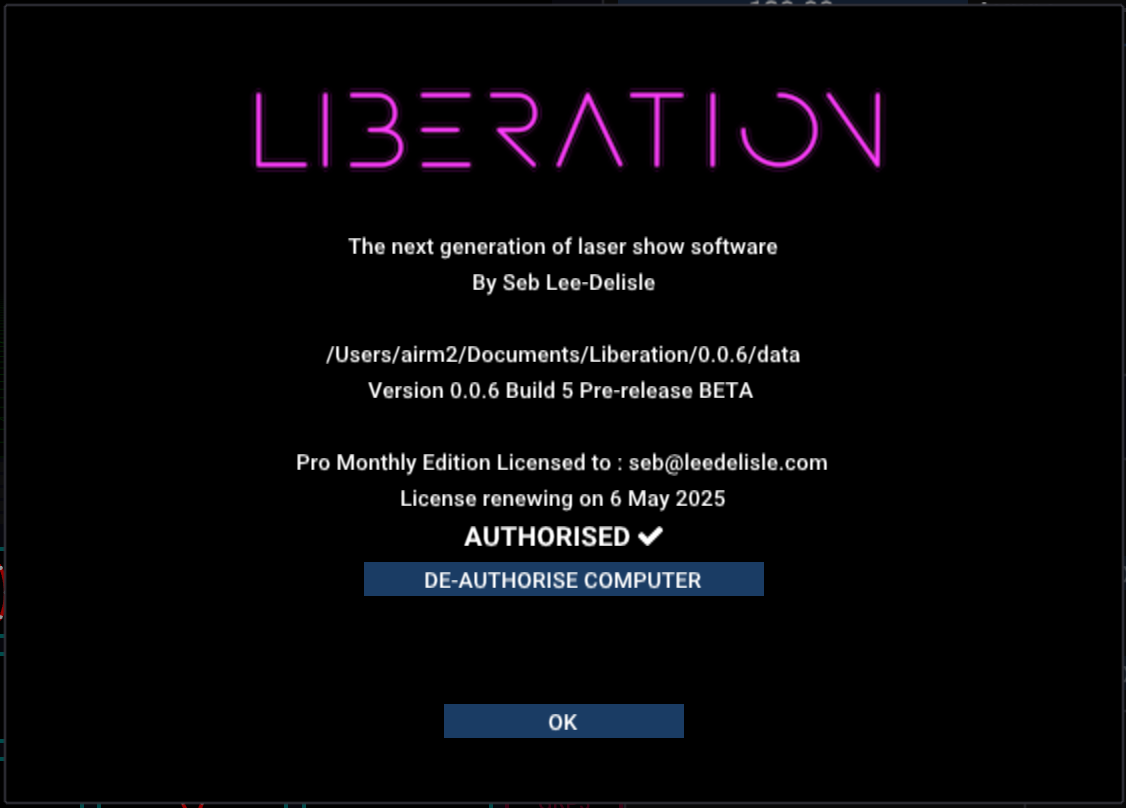 LIBERATION
The next generation of laser show software
By Seb Lee-Delisle
/Users/airm2/Documents/Liberation/0.0.6/data
Version 0.0.6 Build 5 Pre-release BETA
Pro Monthly Edition Licensed to : seb@leedelisle.com
License renewing on 6 May 2025
AUTHORISED ✔
DE-AUTHORISE COMPUTER
OK